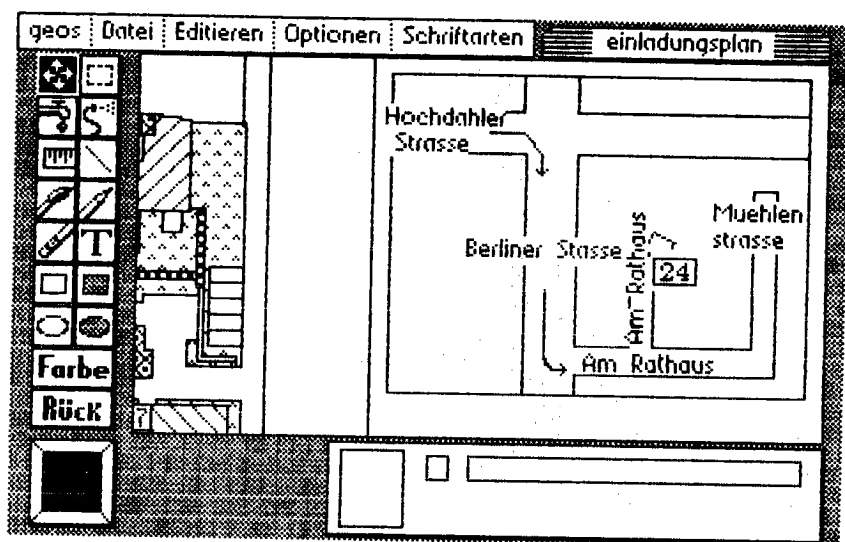 geos Datei Editieren Optionen Schriftarten einladungsplan
Hochdahler
Strasse
Muehlen
strasse
Berliner Stasse
Am Rathaus
24
Am Rathaus
T
Farbe
Rück
7